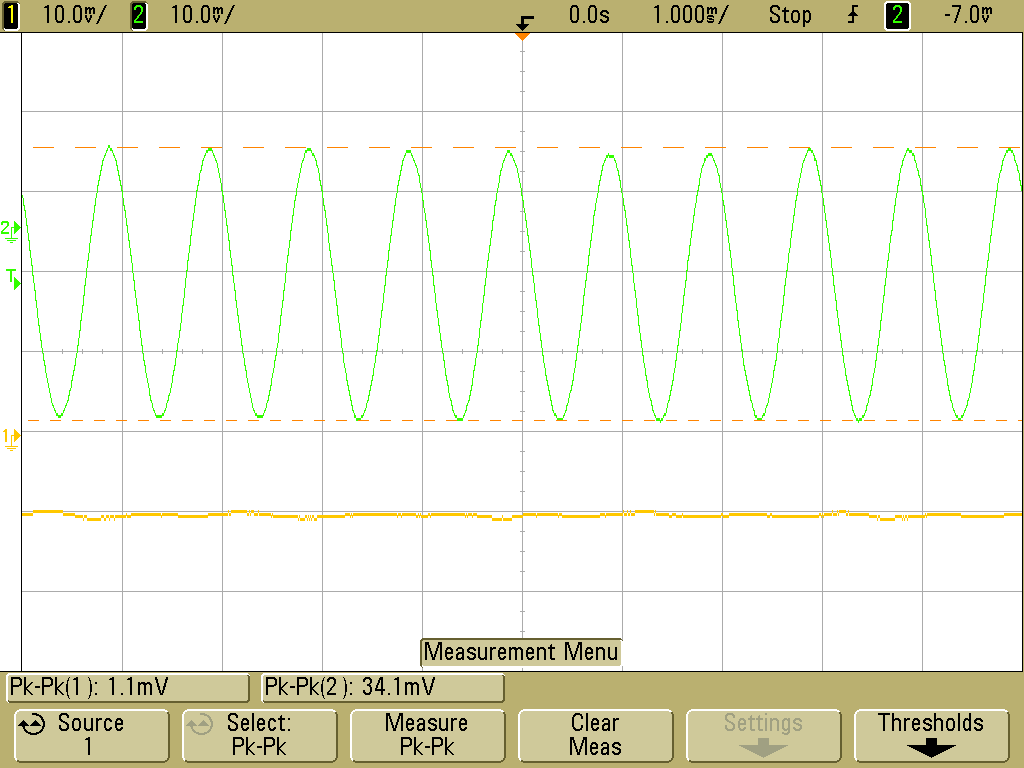 1 10.0mV/ 2 10.0mV/ 0.0s 1.000ms/ Stop 2 -7.0mV
2
T
1
Measurement Menu
Pk-Pk(1): 1.1mV Pk-Pk(2): 34.1mV
Source Select: Measure Clear Settings Thresholds
1 Pk-Pk Pk-Pk Meas